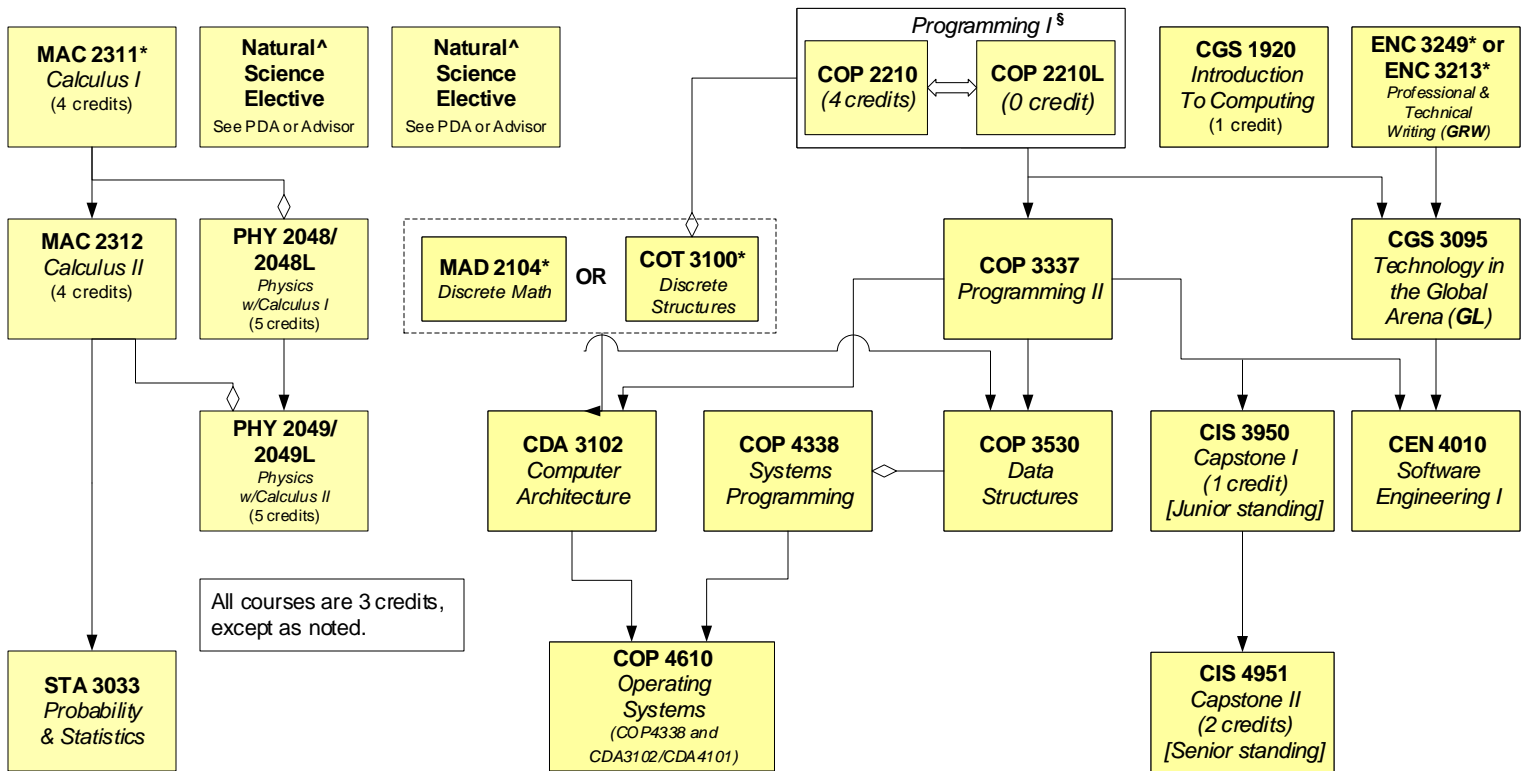 MAC 2311*
Calculus I
(4 credits)
Natural^
Science
Elective
See PDA or Advisor
Natural^
Science
Elective
See PDA or Advisor
Programming I §
COP 2210
(4 credits)
COP 2210L
(0 credit)
CGS 1920
Introduction
To Computing
(1 credit)
ENC 3249* or
ENC 3213*
Professional &
Technical
Writing (GRW)
MAC 2312
Calculus II
(4 credits)
PHY 2048/
2048L
Physics
w/Calculus I
(5 credits)
MAD 2104*
Discrete Math
OR
COT 3100*
Discrete
Structures
COP 3337
Programming II
CGS 3095
Technology in
the Global
Arena (GL)
PHY 2049/
2049L
Physics
w/Calculus II
(5 credits)
CDA 3102
Computer
Architecture
COP 4338
Systems
Programming
COP 3530
Data
Structures
CIS 3950
Capstone I
(1 credit)
[Junior standing]
CEN 4010
Software
Engineering I
All courses are 3 credits,
except as noted.
STA 3033
Probability
& Statistics
COP 4610
Operating
Systems
(COP4338 and
CDA3102/CDA4101)
CIS 4951
Capstone II
(2 credits)
[Senior standing]